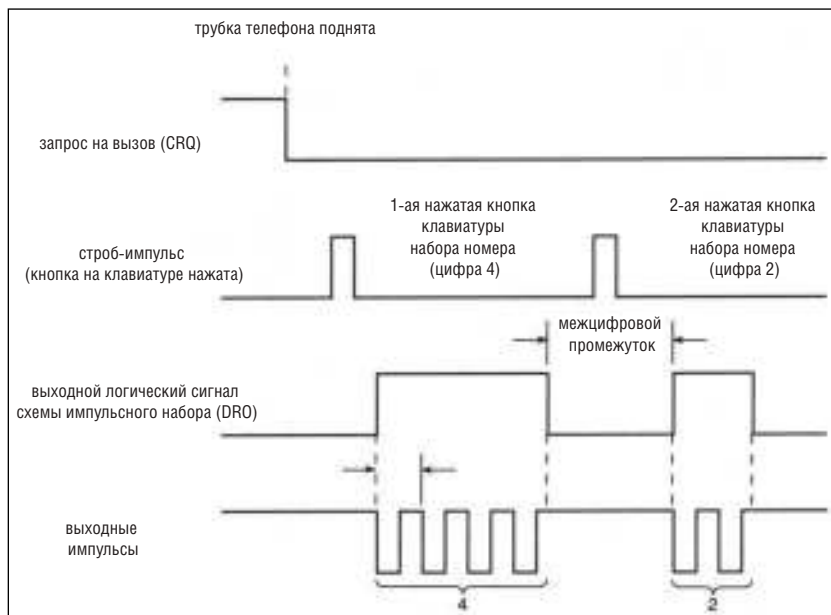 трубка телефона поднята
запрос на вызов (CRQ)
1-ая нажатая кнопка
клавиатуры
набора номера
(цифра 4)
2-ая нажатая кнопка
клавиатуры
набора номера
(цифра 2)
строб-импульс
(кнопка на клавиатуре нажата)
межцифровой
промежуток
выходной логический сигнал
схемы импульсного набора (DRO)
выходные
импульсы
4
2